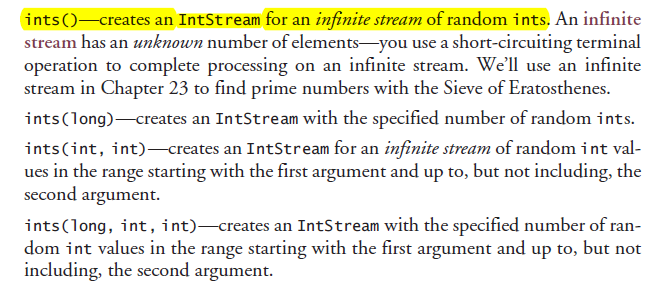 ints()—creates an IntStream for an infinite stream of random ints. An infinite
stream has an unknown number of elements—you use a short-circuiting terminal
operation to complete processing on an infinite stream. We’ll use an infinite
stream in Chapter 23 to find prime numbers with the Sieve of Eratosthenes.
ints(long)—creates an IntStream with the specified number of random ints.
ints(int, int)—creates an IntStream for an infinite stream of random int val-
ues in the range starting with the first argument and up to, but not including, the
second argument.
ints(long, int, int)—creates an IntStream with the specified number of ran-
dom int values in the range starting with the first argument and up to, but not
including, the second argument.